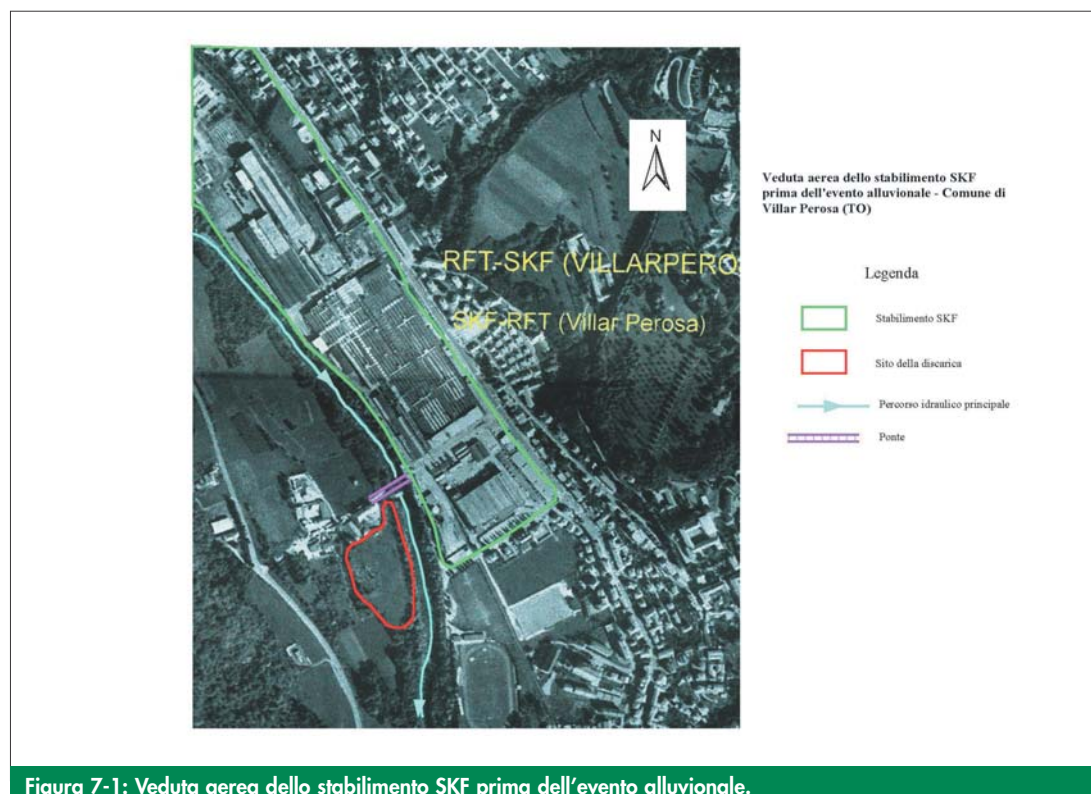 N
Veduta aerea dello stabilimento SKF
prima dell'evento alluvionale - Comune di
Villar Perosa (TO)
RFT-SKF (VILLARPERO
SKF-RFT (Villar Perosa)
Legenda
Stabilimento SKF
Sito della discarica
Percorso idraulico principale
Ponte
Figura 7-1: Veduta aerea dello stabilimento SKF prima dell'evento alluvionale.